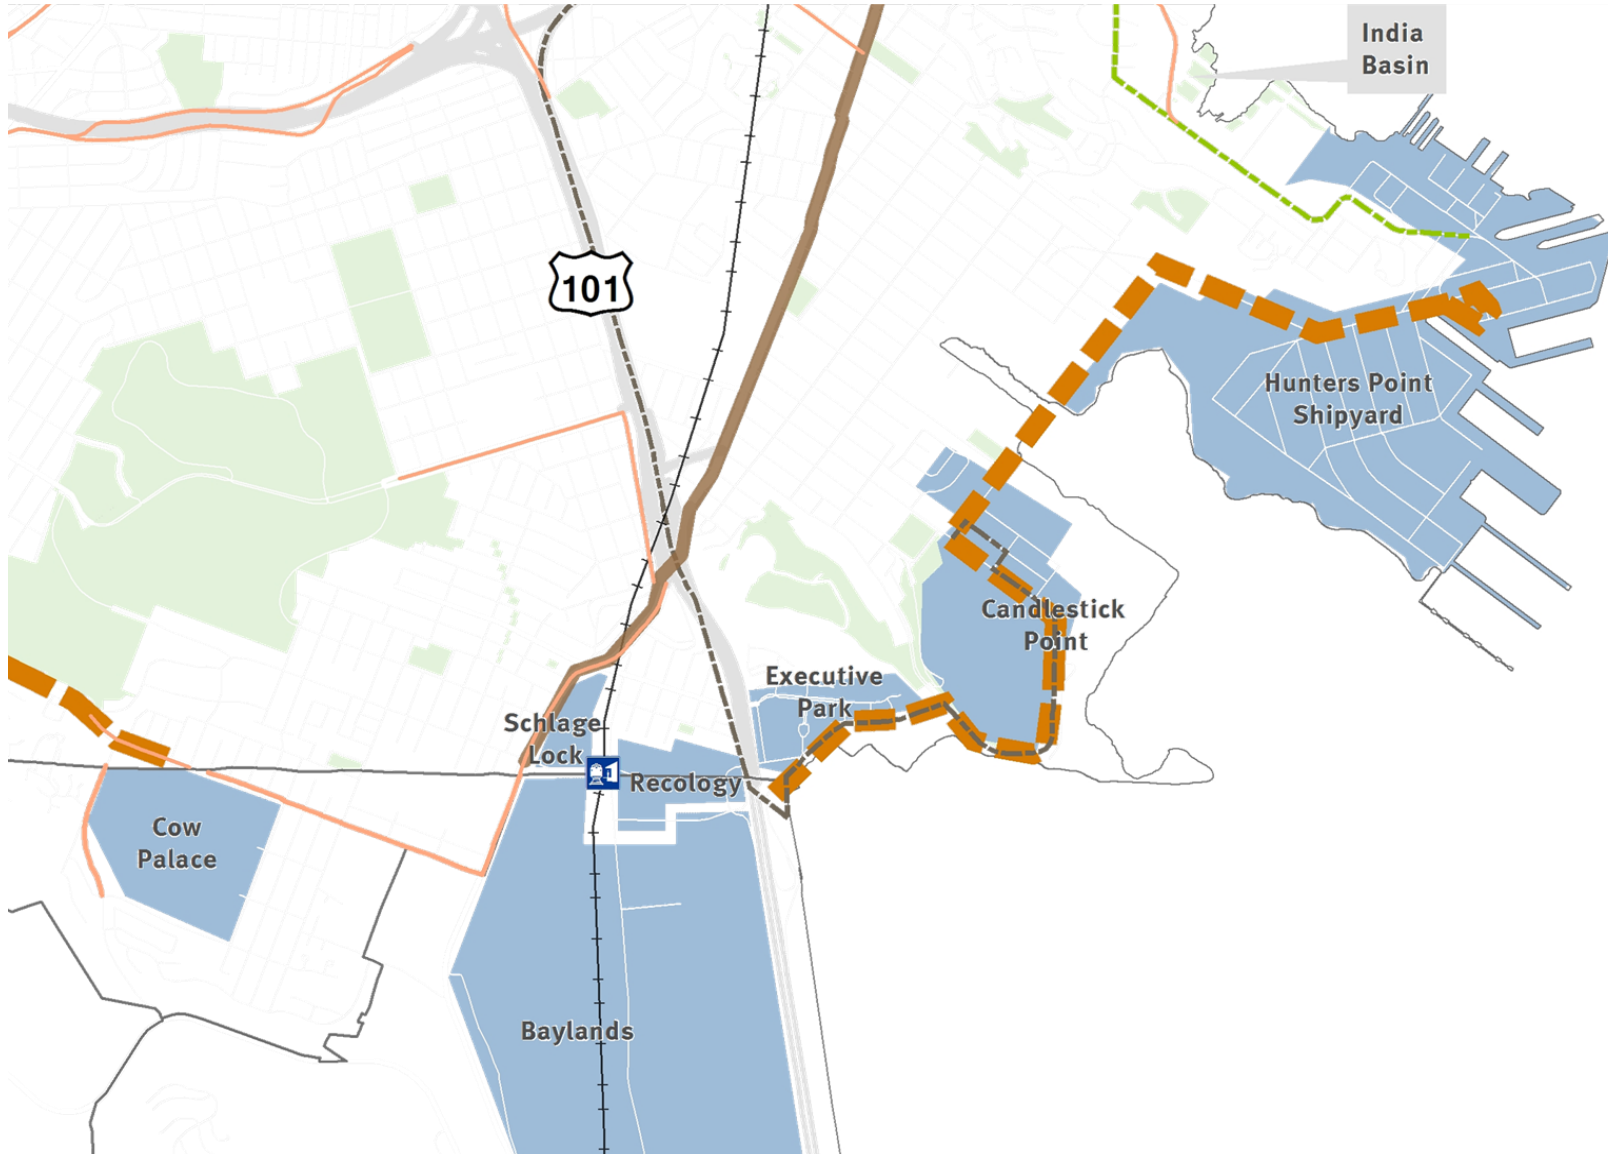 India
Basin
101
Hunters Point
Shipyard
Candlestick
Point
Executive
Park
Schlage
Lock
Recology
Cow
Palace
Baylands